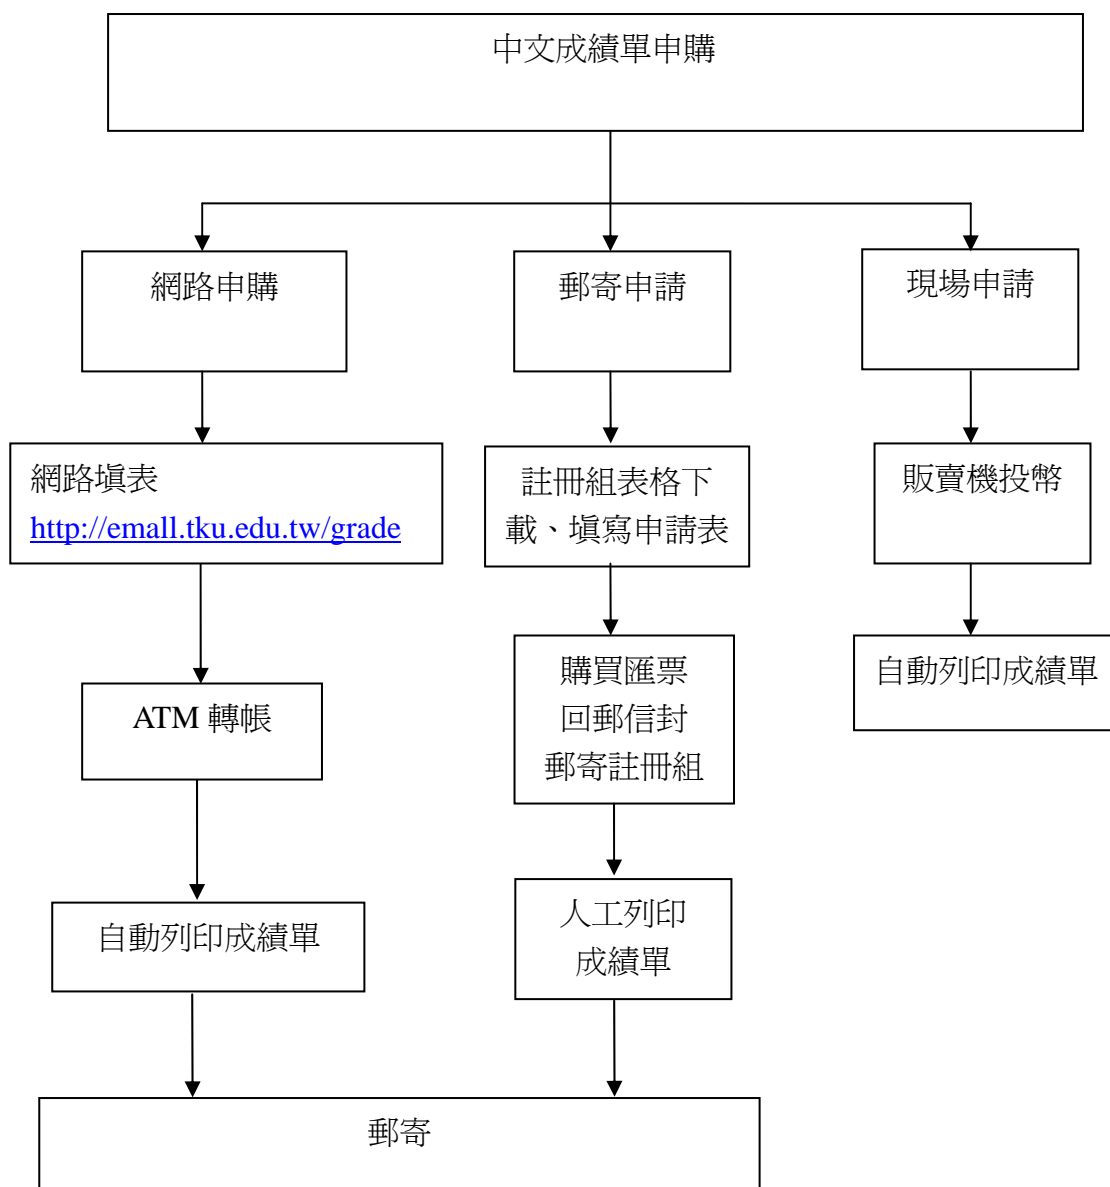 中文成績單申購
網路申購
郵寄申請
現場申請
網路填表
http://emall.tku.edu.tw/grade
註冊組表格下
載、填寫申請表
販賣機投幣
ATM 轉帳
購買匯票
回郵信封
郵寄註冊組
自動列印成績單
自動列印成績單
人工列印
成績單
郵寄